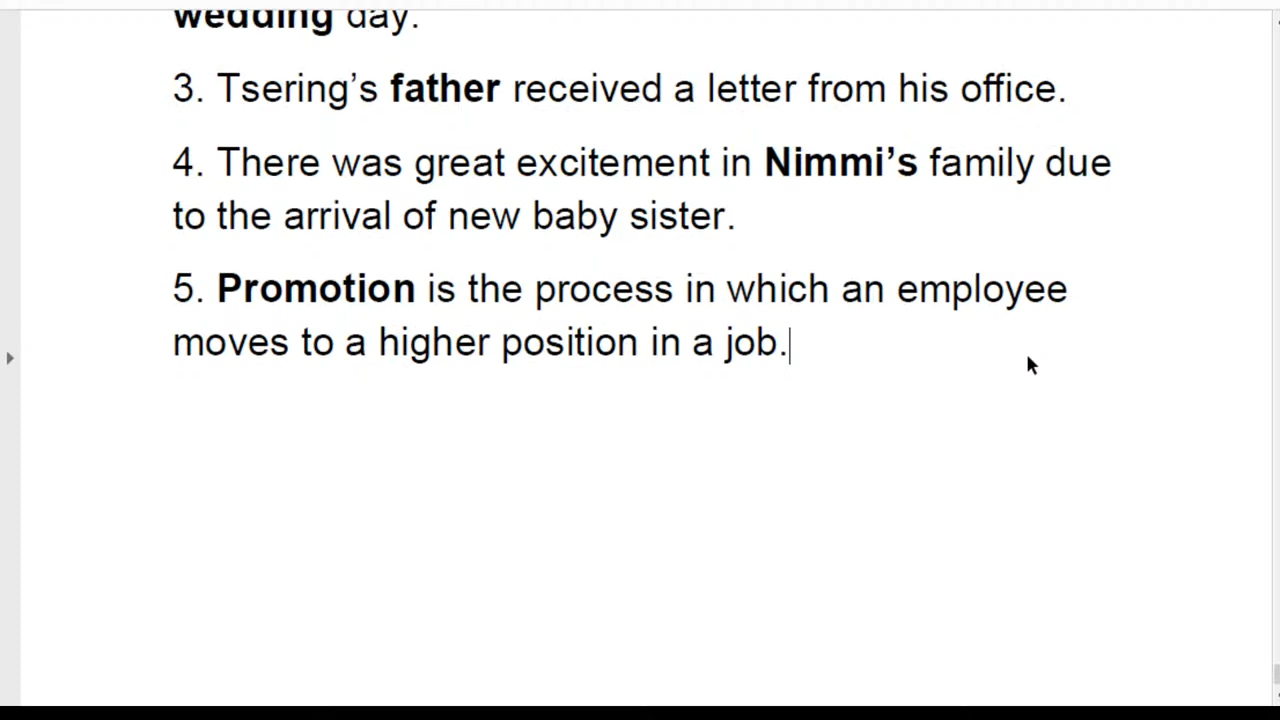 wedding day.
3. Tsering’s father received a letter from his office.
4. There was great excitement in Nimmi’s family due
to the arrival of new baby sister.
5. Promotion is the process in which an employee
moves to a higher position in a job.